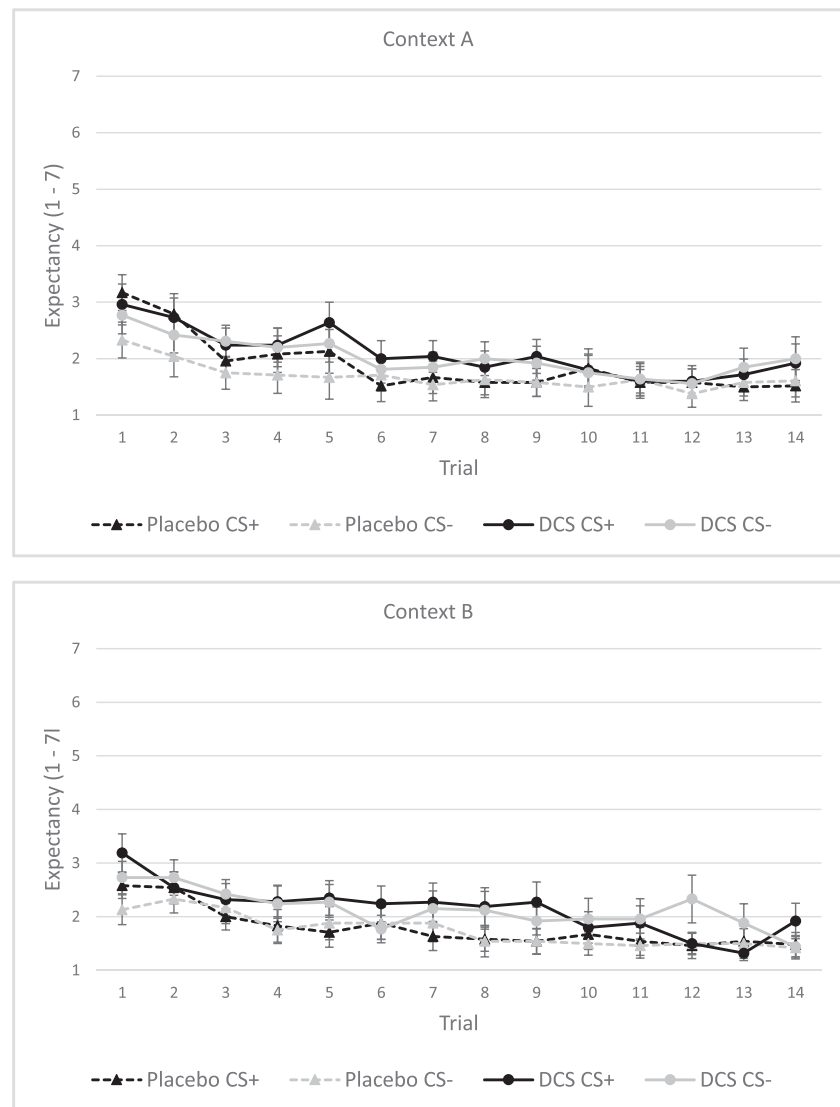 Context A
7
6
5
4
3
2
1
Expectancy (1 - 7)
1 2 3 4 5 6 7 8 9 10 11 12 13 14
Trial
Placebo CS+ Placebo CS- DCS CS+ DCS CS-
Context B
7
6
5
4
3
2
1
Expectancy (1 - 7l
1 2 3 4 5 6 7 8 9 10 11 12 13 14
Trial
Placebo CS+ Placebo CS- DCS CS+ DCS CS-